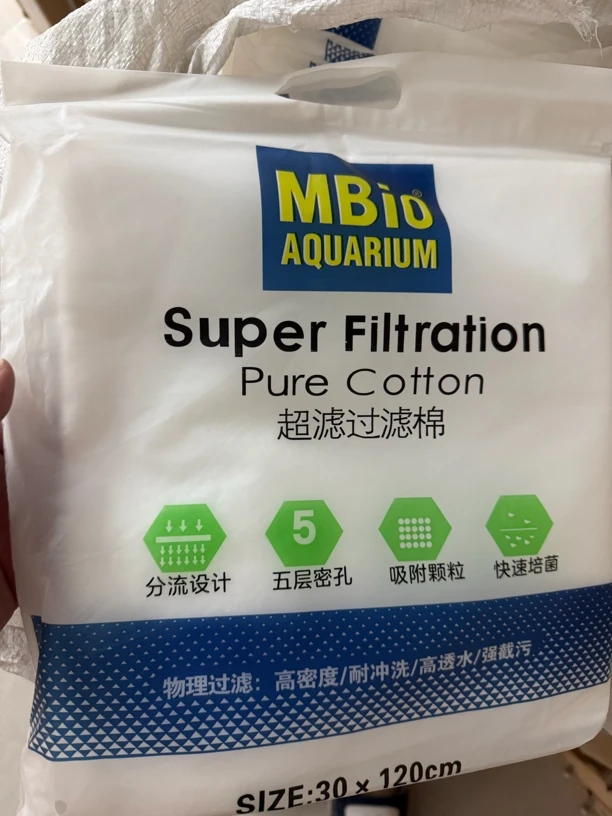 MBio®
AQUARIUM
Super Filtration
Pure Cotton
超滤过滤棉
5
分流设计 五层密孔 吸附颗粒 快速培菌
物理过滤：高密度/耐冲洗/高透水/强截污
SIZE:30 × 120cm